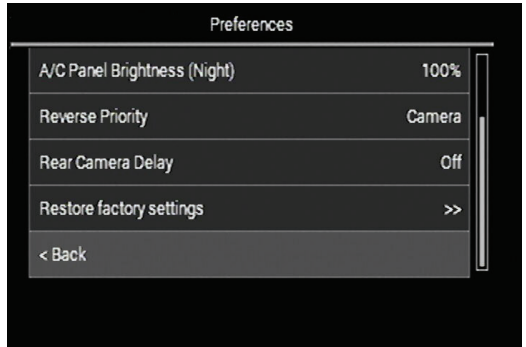 Preferences
A/C Panel Brightness (Night) 100%
Reverse Priority Camera
Rear Camera Delay Off
Restore factory settings >>
< Back